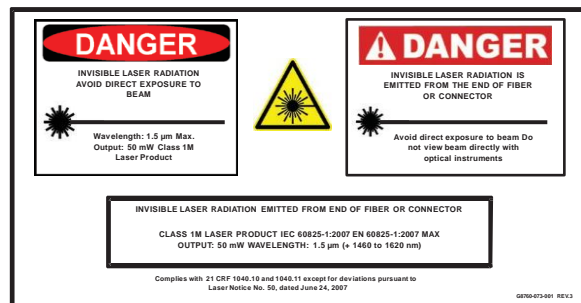 DANGER
INVISIBLE LASER RADIATION
AVOID DIRECT EXPOSURE TO
BEAM
Wavelength: 1.5 µm Max.
Output: 50 mW Class 1M
Laser Product
DANGER
INVISIBLE LASER RADIATION IS
EMITTED FROM THE END OF FIBER
OR CONNECTOR
Avoid direct exposure to beam Do
not view beam directly with
optical instruments
INVISIBLE LASER RADIATION EMITTED FROM END OF FIBER OR CONNECTOR
CLASS 1M LASER PRODUCT IEC 60825-1:2007 EN 60825-1:2007 MAX
OUTPUT: 50 mW WAVELENGTH: 1.5 µm (+ 1460 to 1620 nm)
Complies with 21 CRF 1040.10 and 1040.11 except for deviations pursuant to
Laser Notice No. 50, dated June 24, 2007
G8760-073-001 REV.3